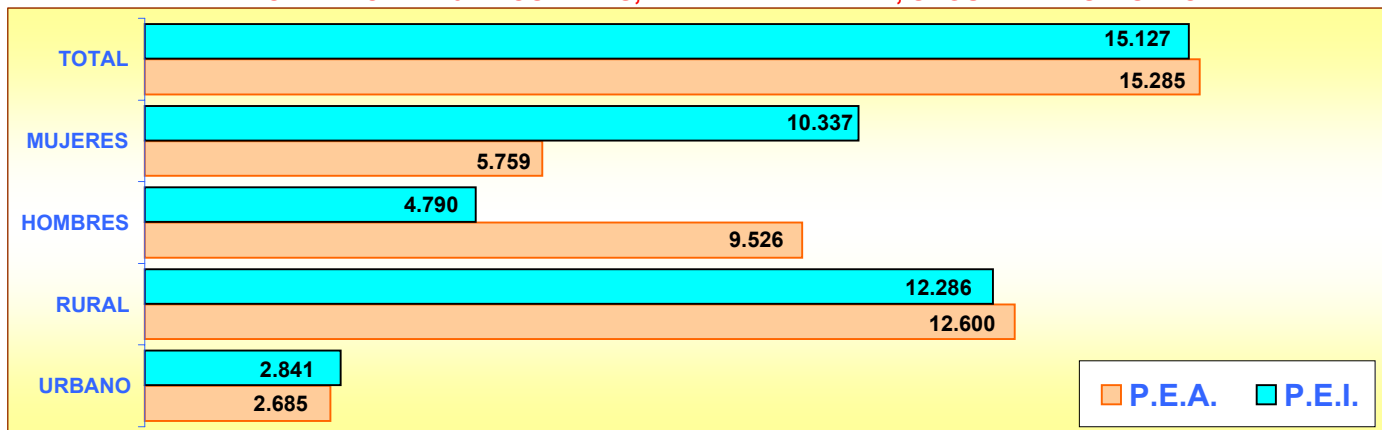 TOTAL
15.127
15.285
MUJERES
10.337
5.759
HOMBRES
4.790
9.526
RURAL
12.286
12.600
URBANO
2.841
2.685
P.E.A. P.E.I.